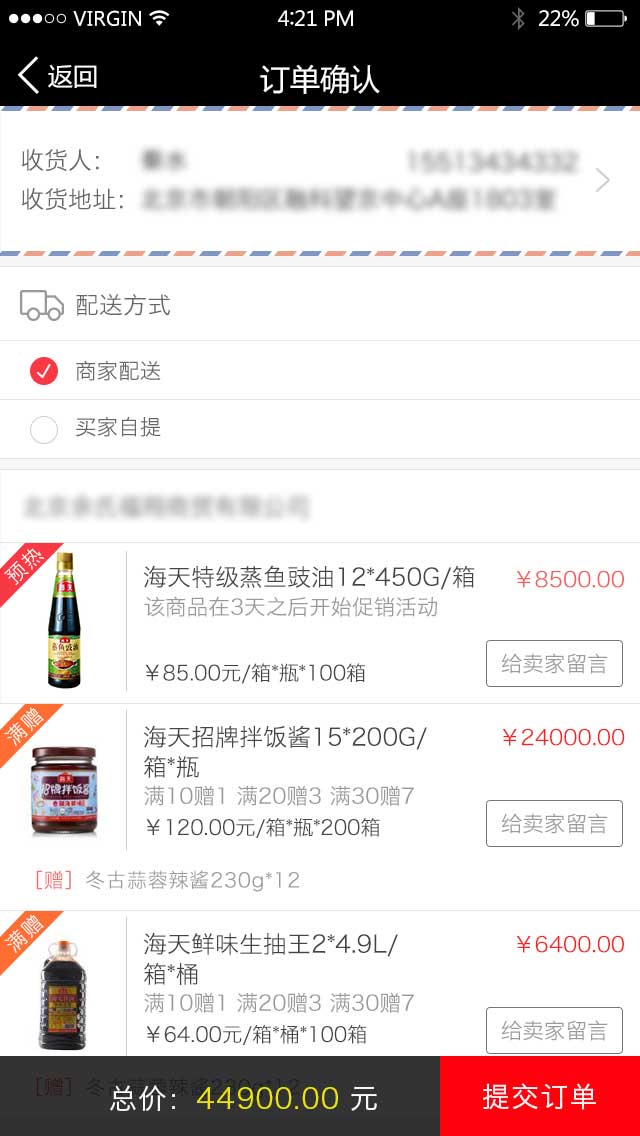 VIRGIN 4:21 PM 22%
返回 订单确认
收货人：
收货地址：
配送方式
商家配送
买家自提
预热
海天特级蒸鱼豉油12*450G/箱 ￥8500.00
该商品在3天之后开始促销活动
￥85.00元/箱*瓶*100箱 给卖家留言
满赠
海天招牌拌饭酱15*200G/ ￥24000.00
箱*瓶
满10赠1 满20赠3 满30赠7
￥120.00元/箱*瓶*200箱 给卖家留言
[赠] 冬古蒜蓉辣酱230g*12
满赠
海天鲜味生抽王2*4.9L/ ￥6400.00
箱*桶
满10赠1 满20赠3 满30赠7
￥64.00元/箱*桶*100箱 给卖家留言
[赠] 冬古蒜蓉辣酱230g*12
总价：44900.00 元 提交订单